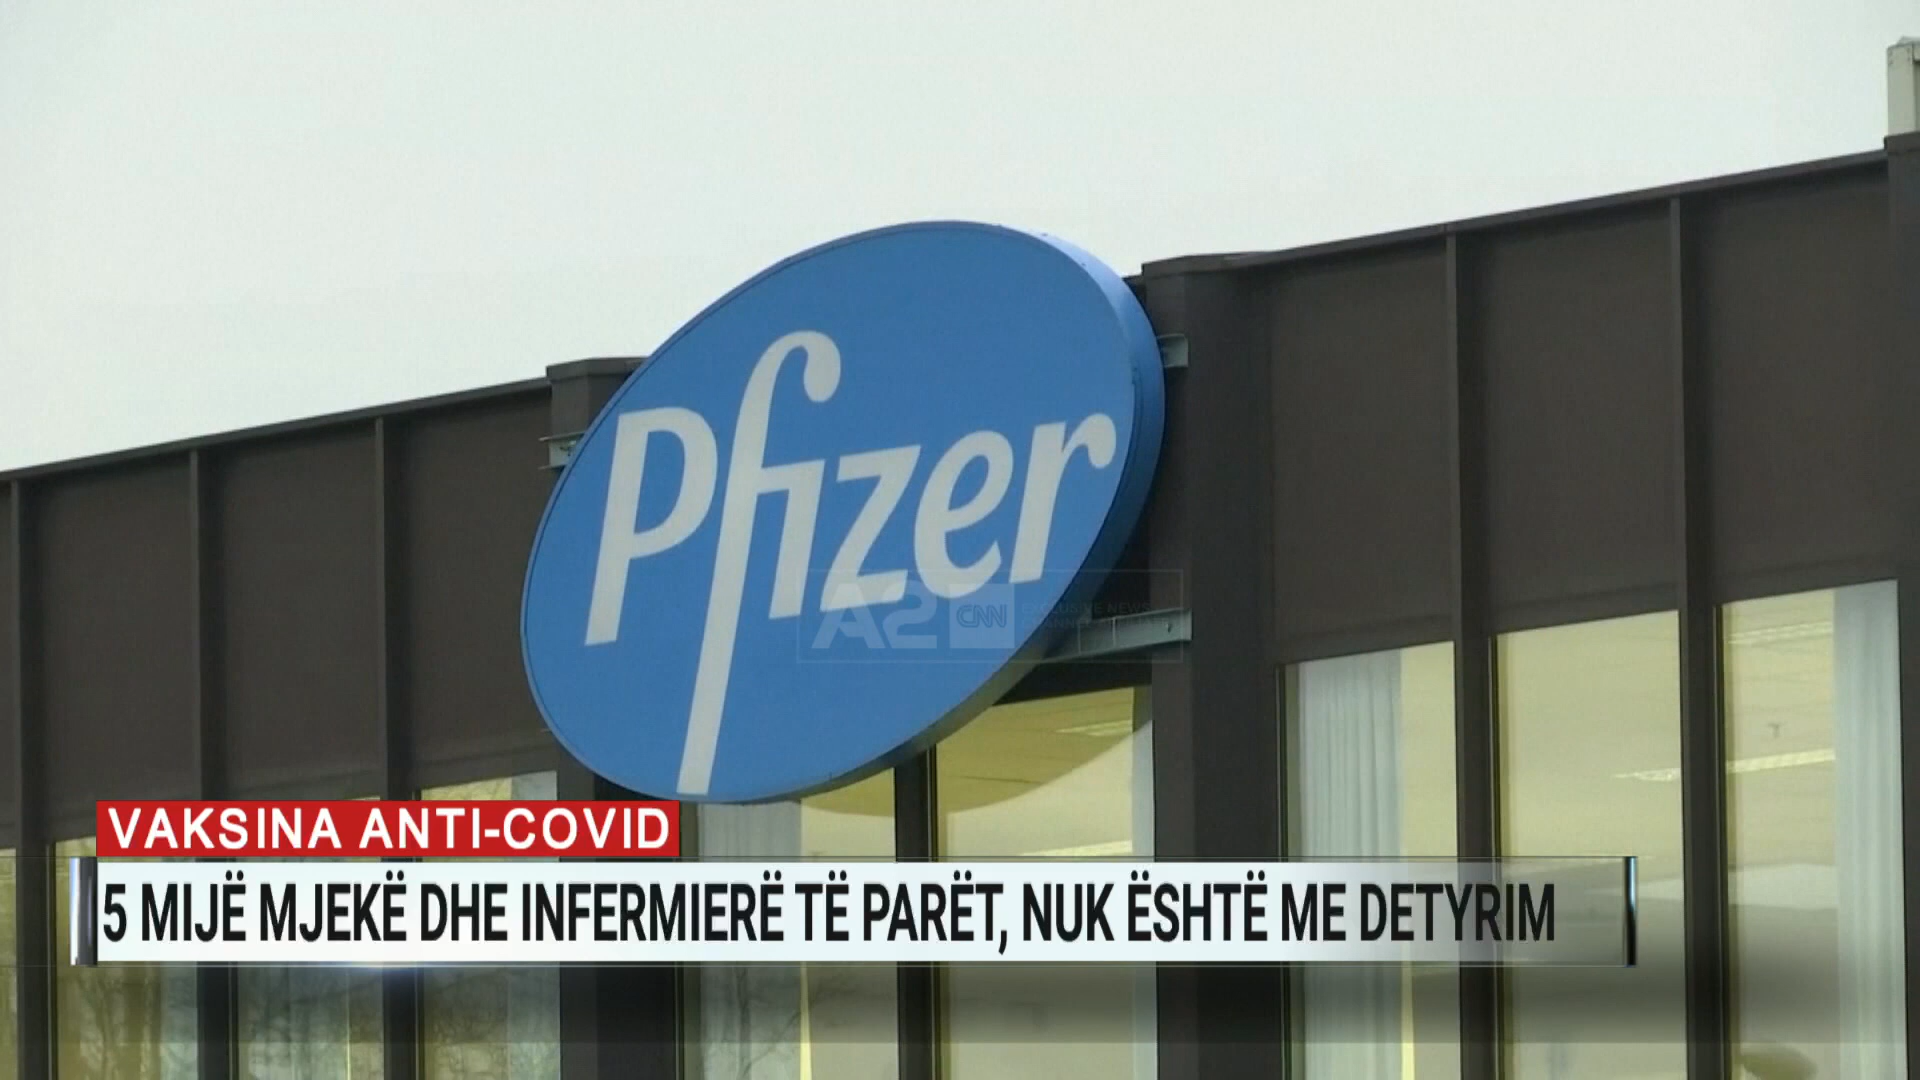 Pfizer
A2 CNN
VAKSINA ANTI-COVID
5 MIJË MJEKË DHE INFERMIERË TË PARËT, NUK ËSHTË ME DETYRIM